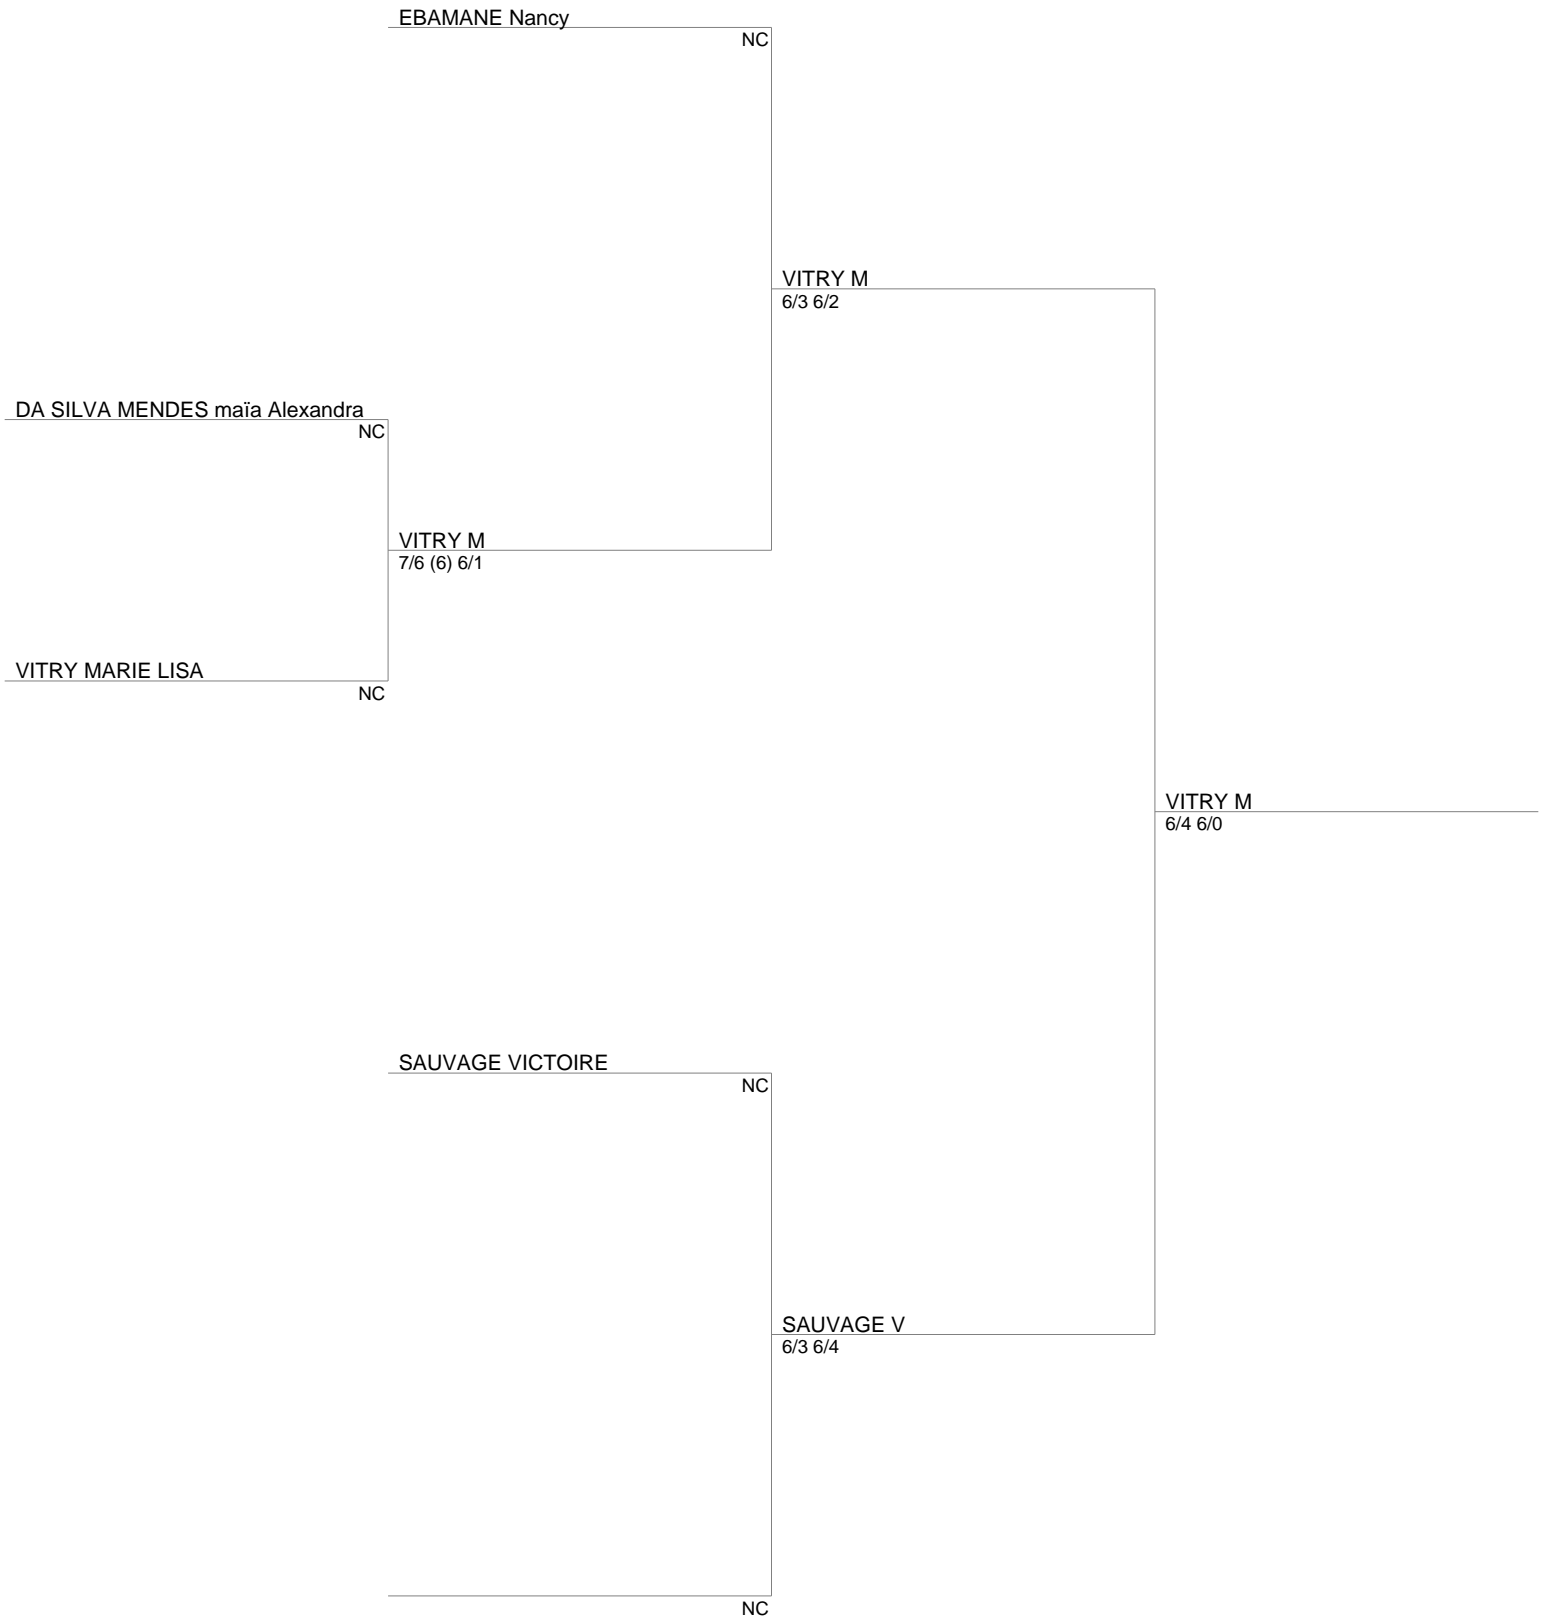 EBAMANE Nancy
NC
VITRY M
6/3 6/2
DA SILVA MENDES maïa Alexandra
NC
VITRY M
7/6 (6) 6/1
VITRY MARIE LISA
NC
VITRY M
6/4 6/0
SAUVAGE VICTOIRE
NC
SAUVAGE V
6/3 6/4
NC